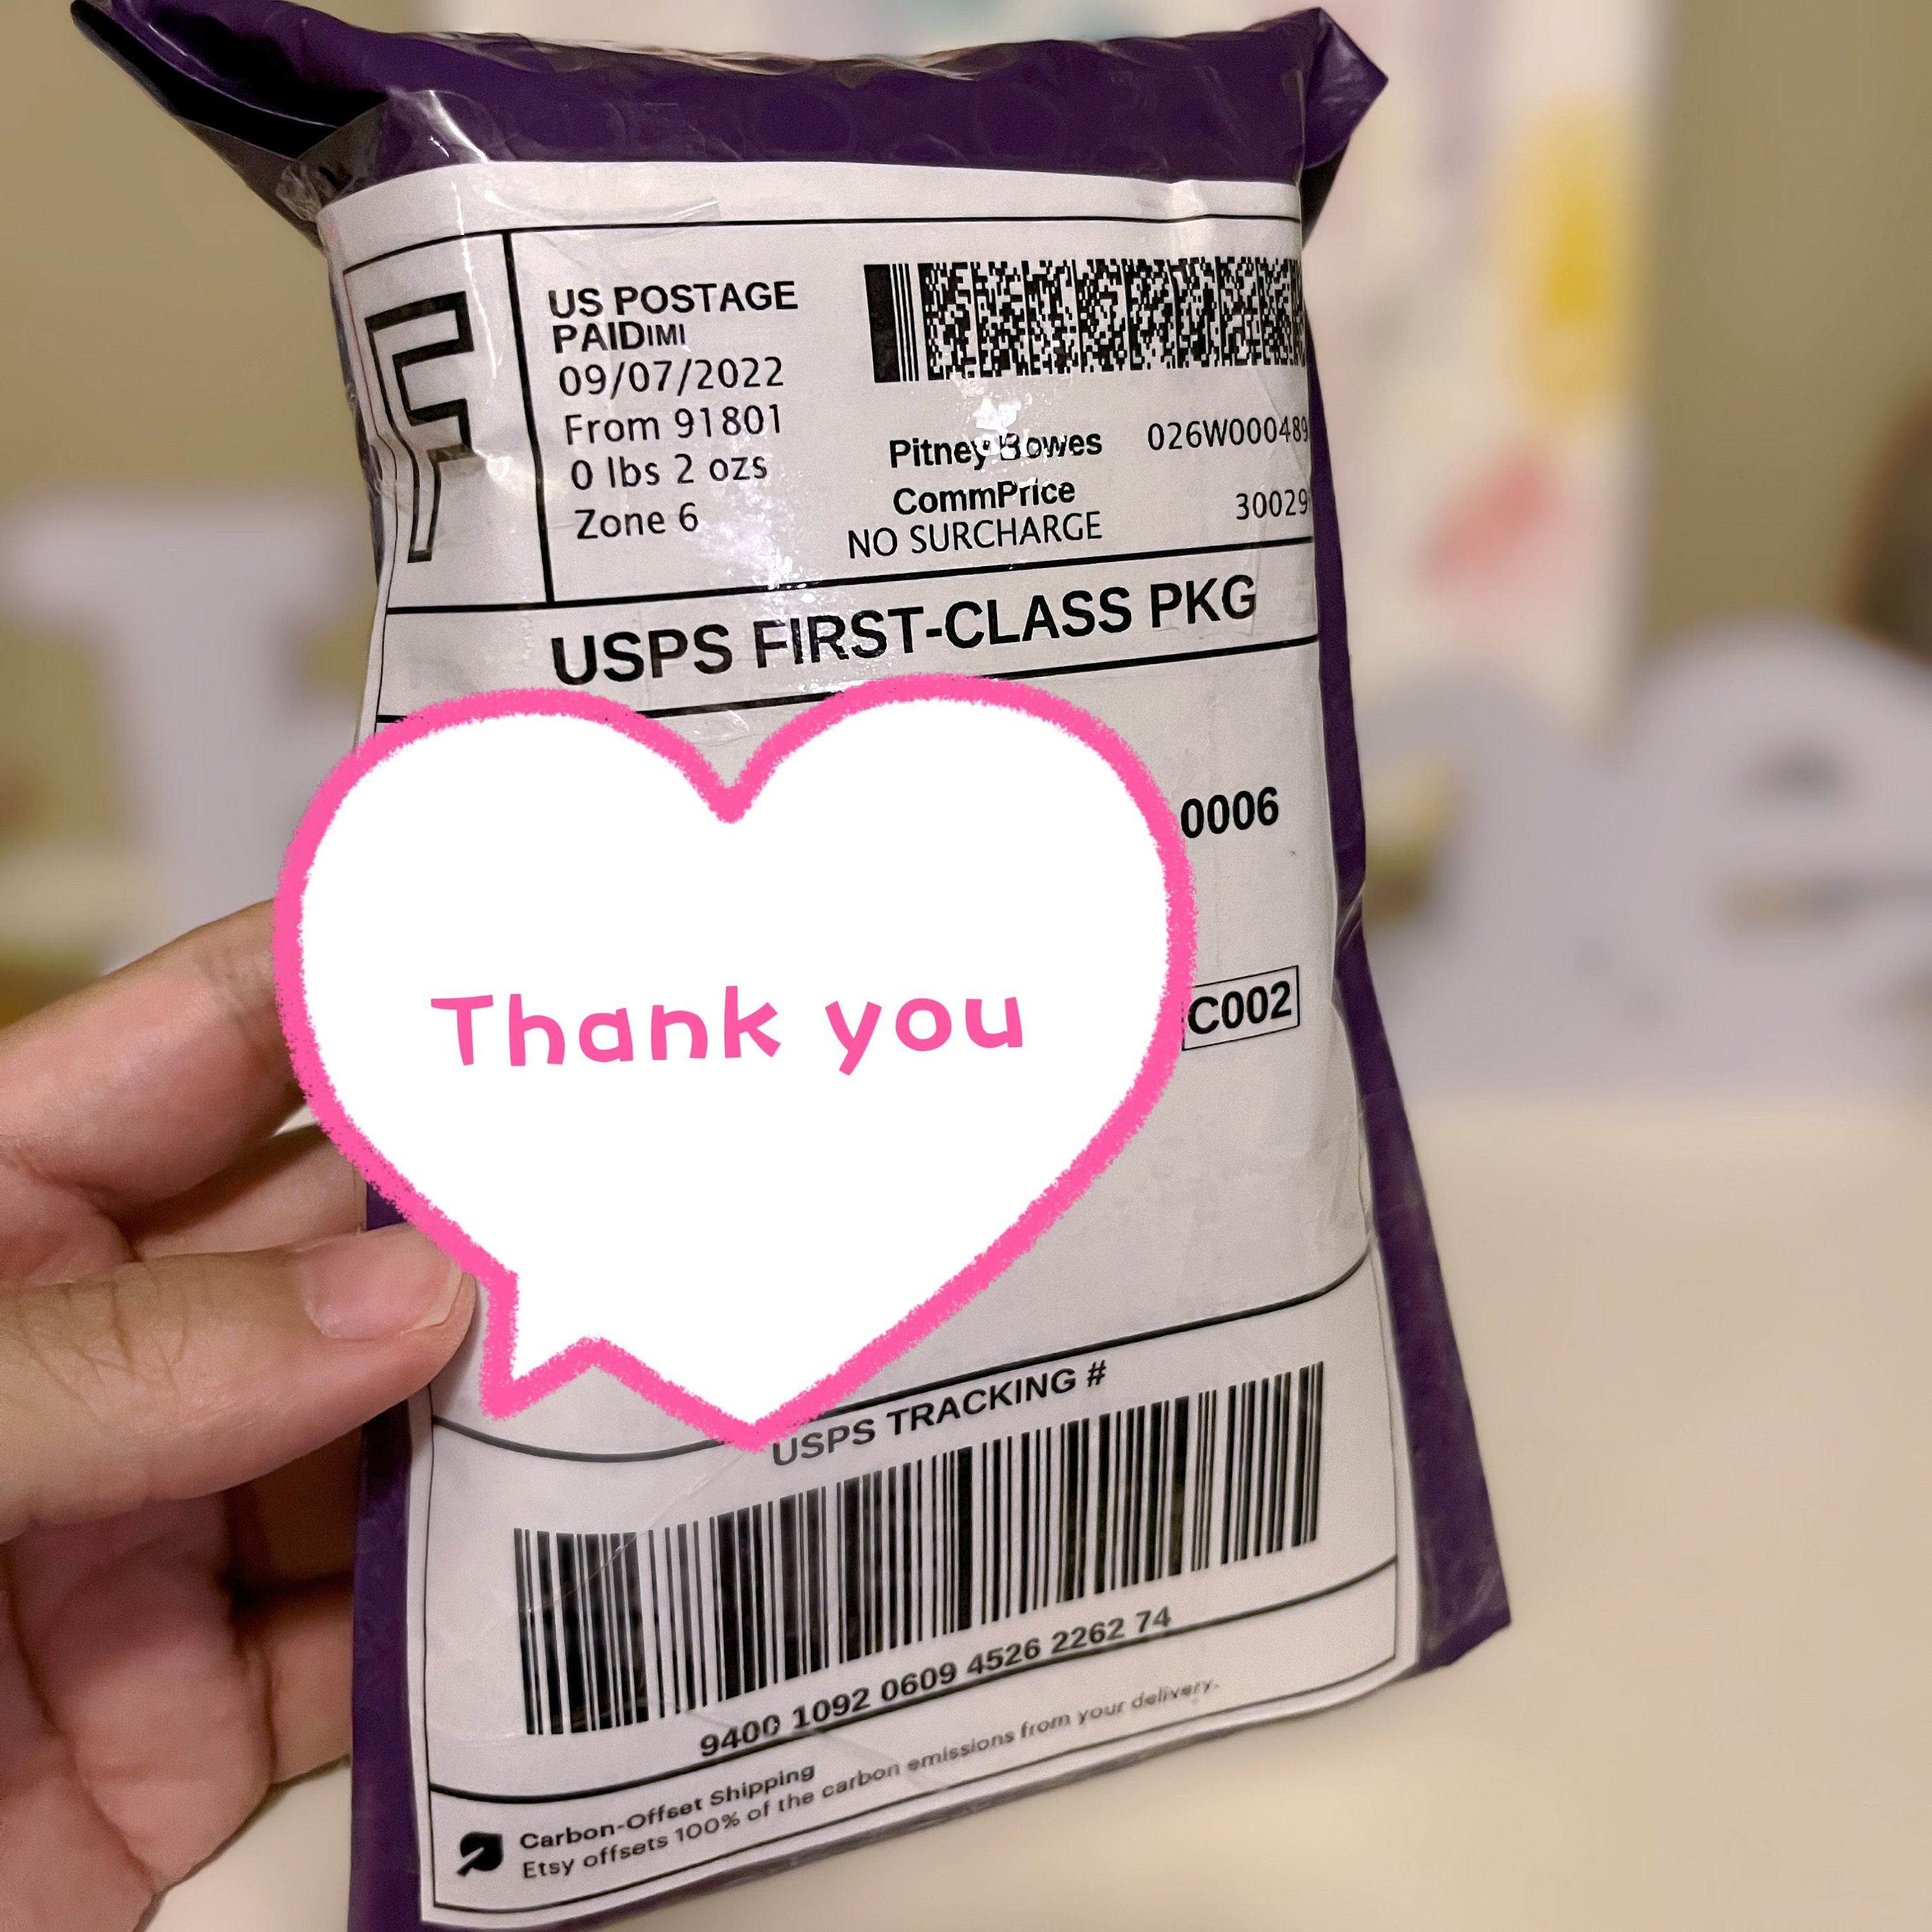 F
US POSTAGE
PAIDIMI
09/07/2022
From 91801
0 lbs 2 ozs
Zone 6
Pitney Bowes
026W000489
CommPrice
30029
NO SURCHARGE
USPS FIRST-CLASS PKG
0006
C002
Thank you
USPS TRACKING #
9400 1092 0609 4526 2262 74
Carbon-Offset Shipping
Etsy offsets 100% of the carbon emissions from your delivery.